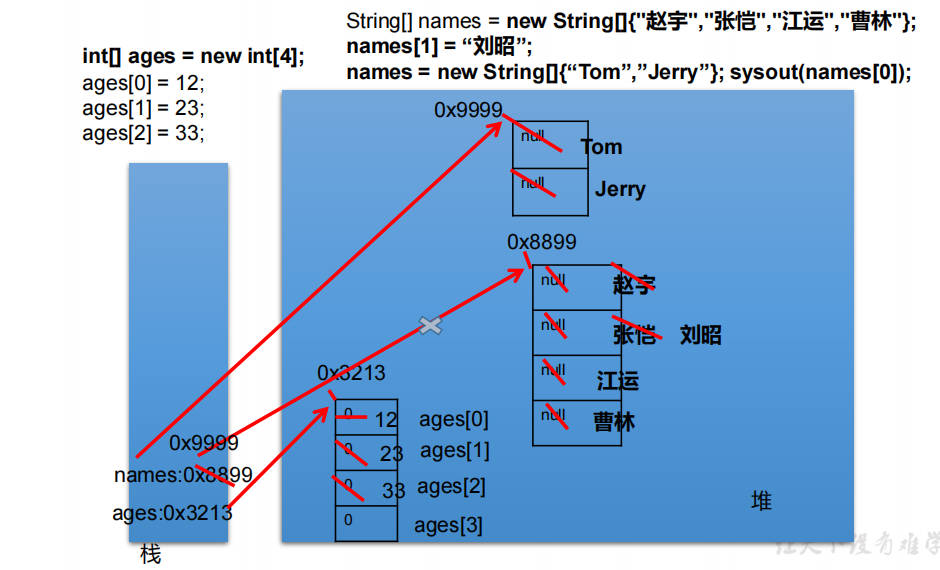 String[] names = new String[]{"赵宇","张恺","江运","曹林"};
names[1] = “刘昭”;
names = new String[]{“Tom”,”Jerry”}; sysout(names[0]);
int[] ages = new int[4];
ages[0] = 12;
ages[1] = 23;
ages[2] = 33;
0x9999
null Tom
null Jerry
0x8899
null 赵宇
null 张恺 刘昭
null 江运
null 曹林
0x3213
0 12 ages[0]
0 23 ages[1]
0 33 ages[2]
0 ages[3]
0x9999
names:0x8899
ages:0x3213
栈
堆
让天下没有难学